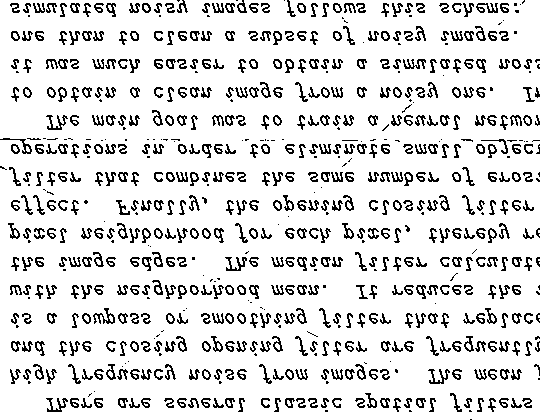 There are several classic spatial filters
high frequency noise from images. The mean
and the closing opening filter are frequently
is a lowpass or smoothing filter that replace
with the neighborhood mean. It reduces the
the image edges. The median filter calculate
pixel neighborhood for each pixel, thereby re
effect. Finally, the opening closing filter
filter that combines the same number of erosi
operations in order to eliminate small object
The main goal was to train a neural networ
to obtain a clean image from a noisy one. In
it was much easier to obtain a simulated nois
one than to clean a subset of noisy images.
simulated noisy images follows this scheme: